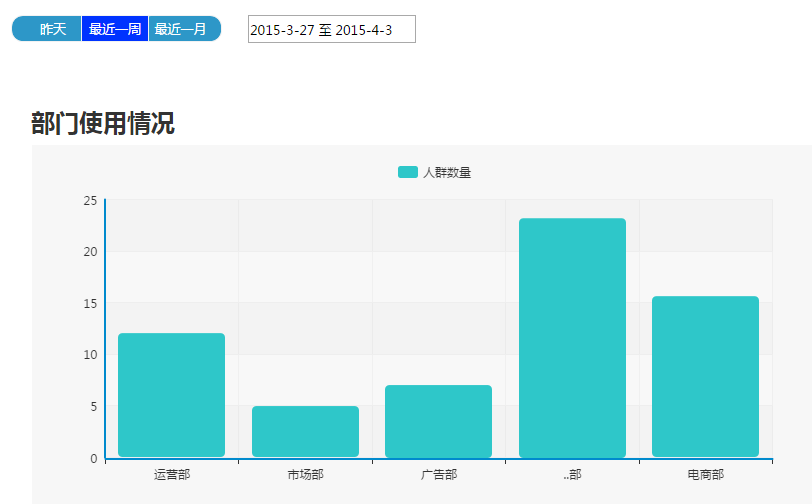 昨天 最近一周 最近一月 2015-3-27 至 2015-4-3
部门使用情况
人群数量
25
20
15
10
5
0
运营部 市场部 广告部 ..部 电商部